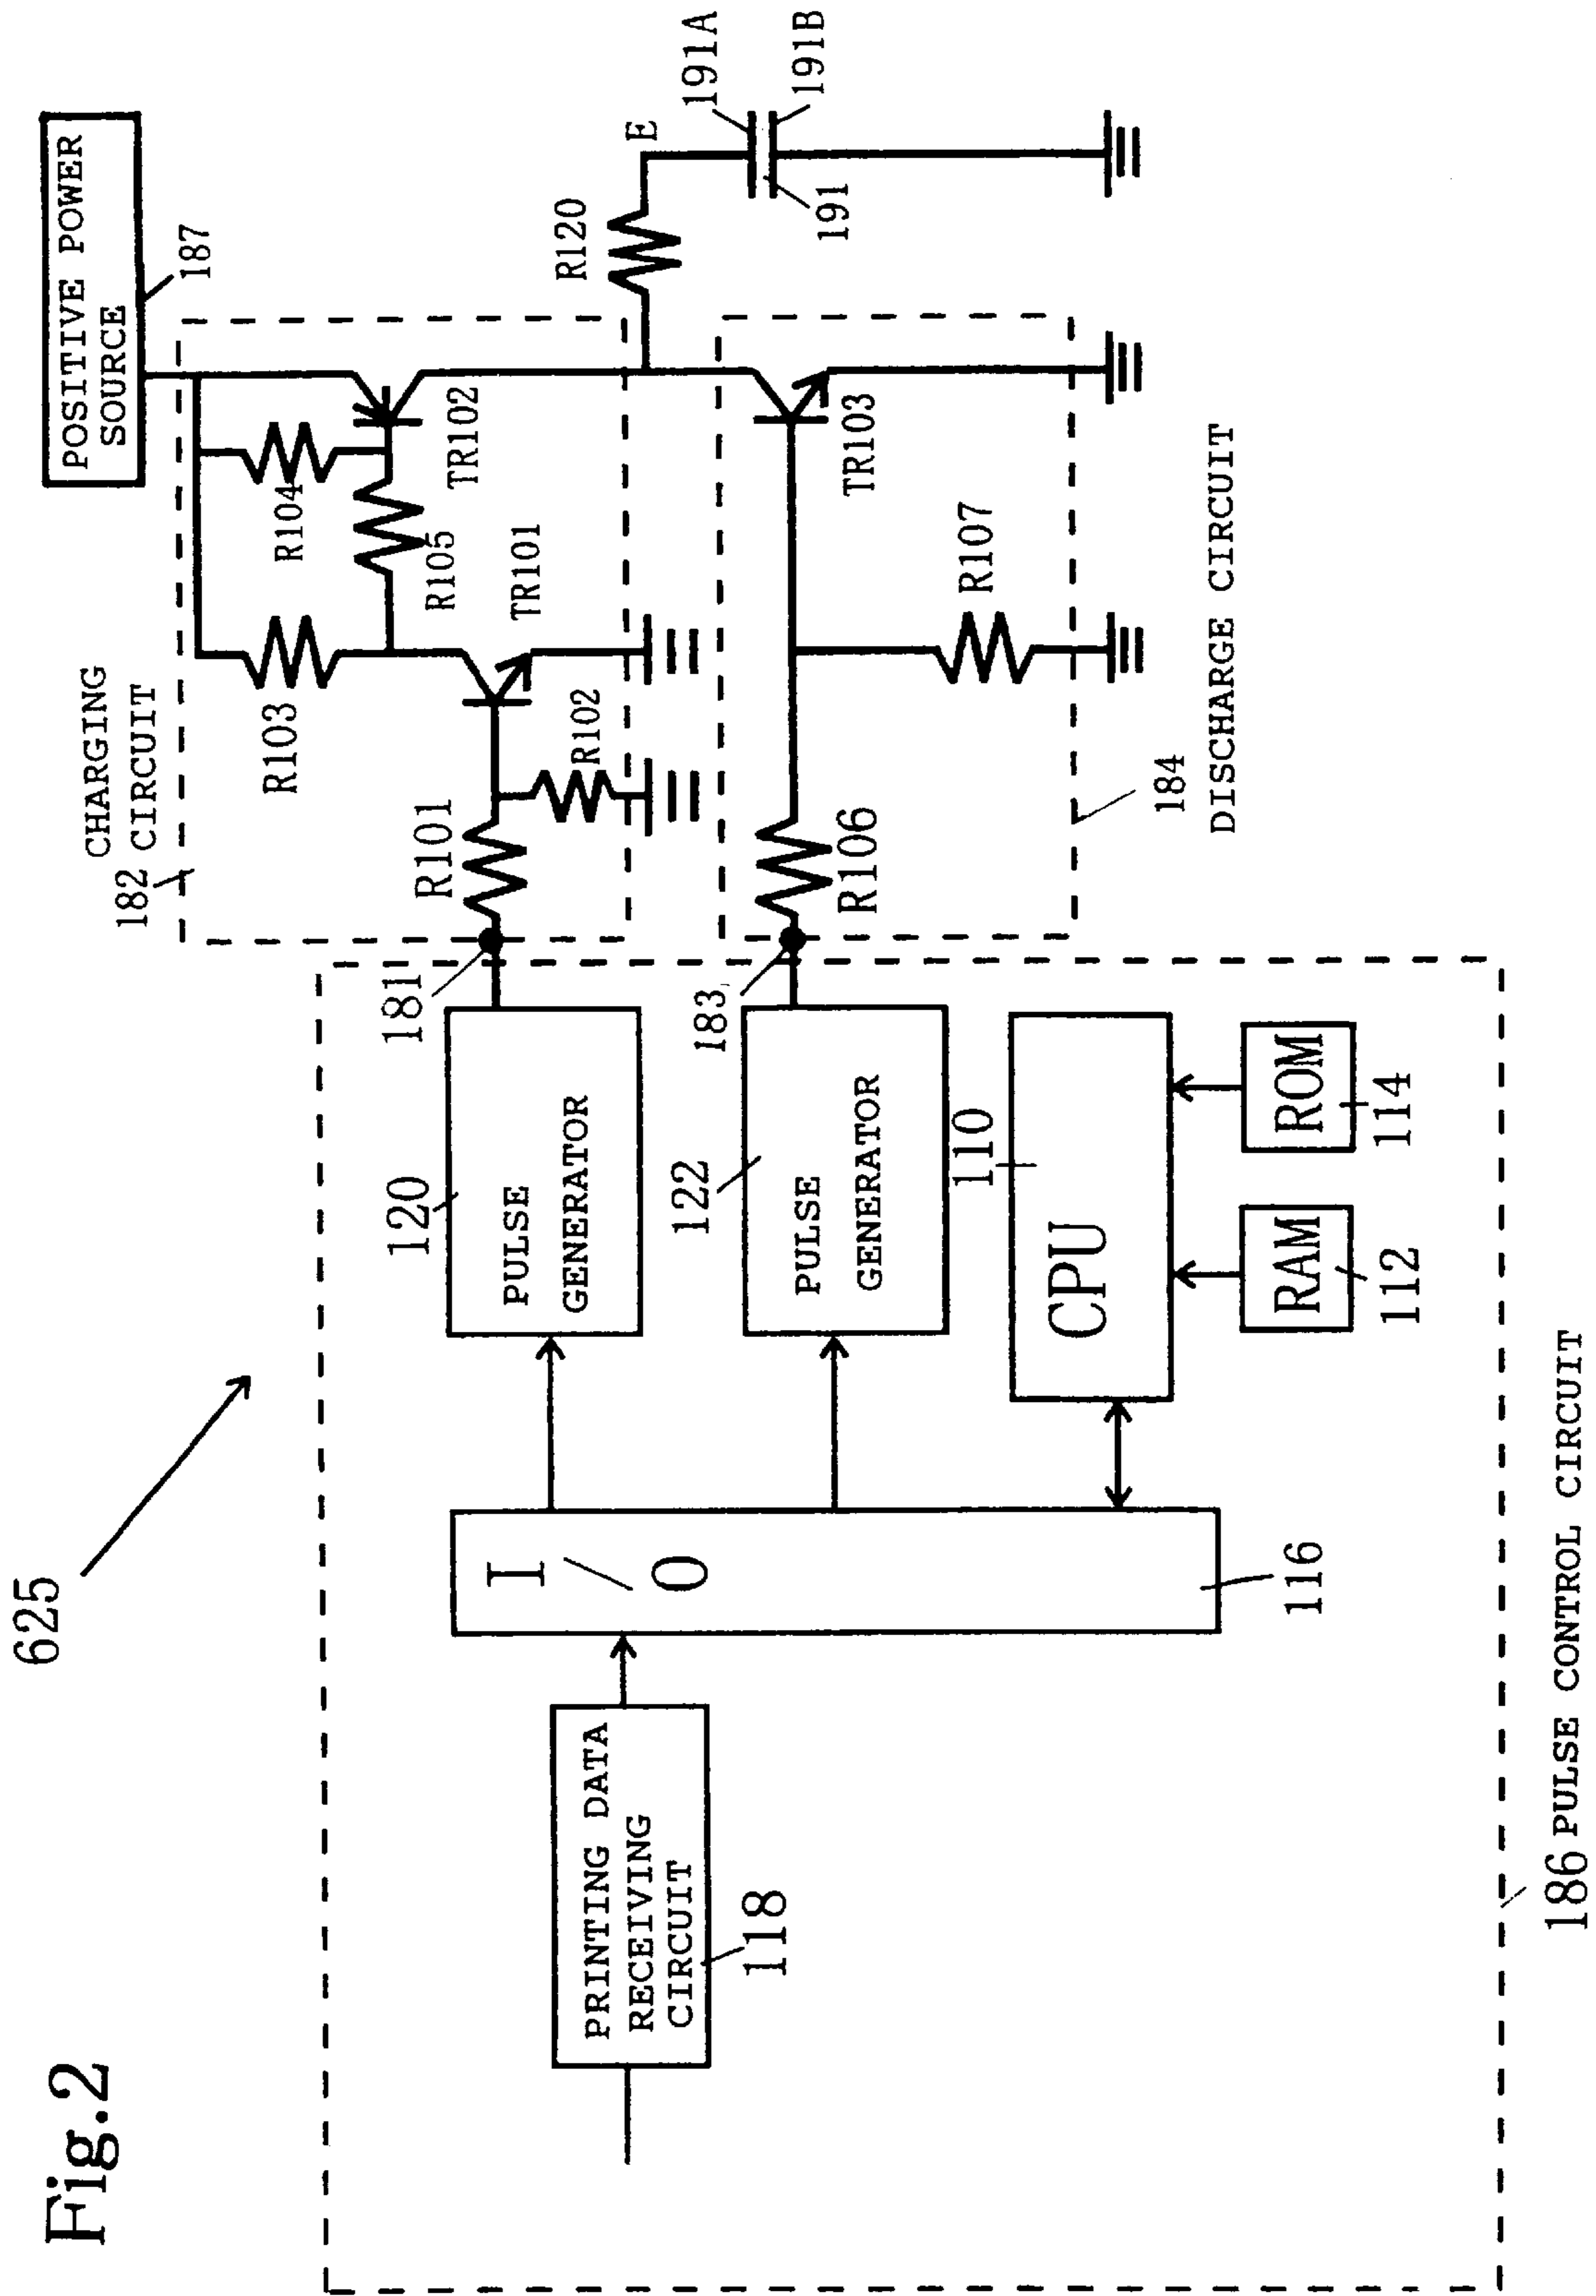 Fig.2
625
POSITIVE POWER
SOURCE
187
CHARGING
182 CIRCUIT
R103
R104
R105
TR102
TR101
R101
R102
181
R120
E
191A
191B
191
TR103
R106
R107
183
184
DISCHARGE CIRCUIT
120
PULSE
GENERATOR
122
PULSE
GENERATOR
110
CPU
ROM
114
RAM
112
I/O
116
PRINTING DATA
RECEIVING
CIRCUIT
118
186 PULSE CONTROL CIRCUIT